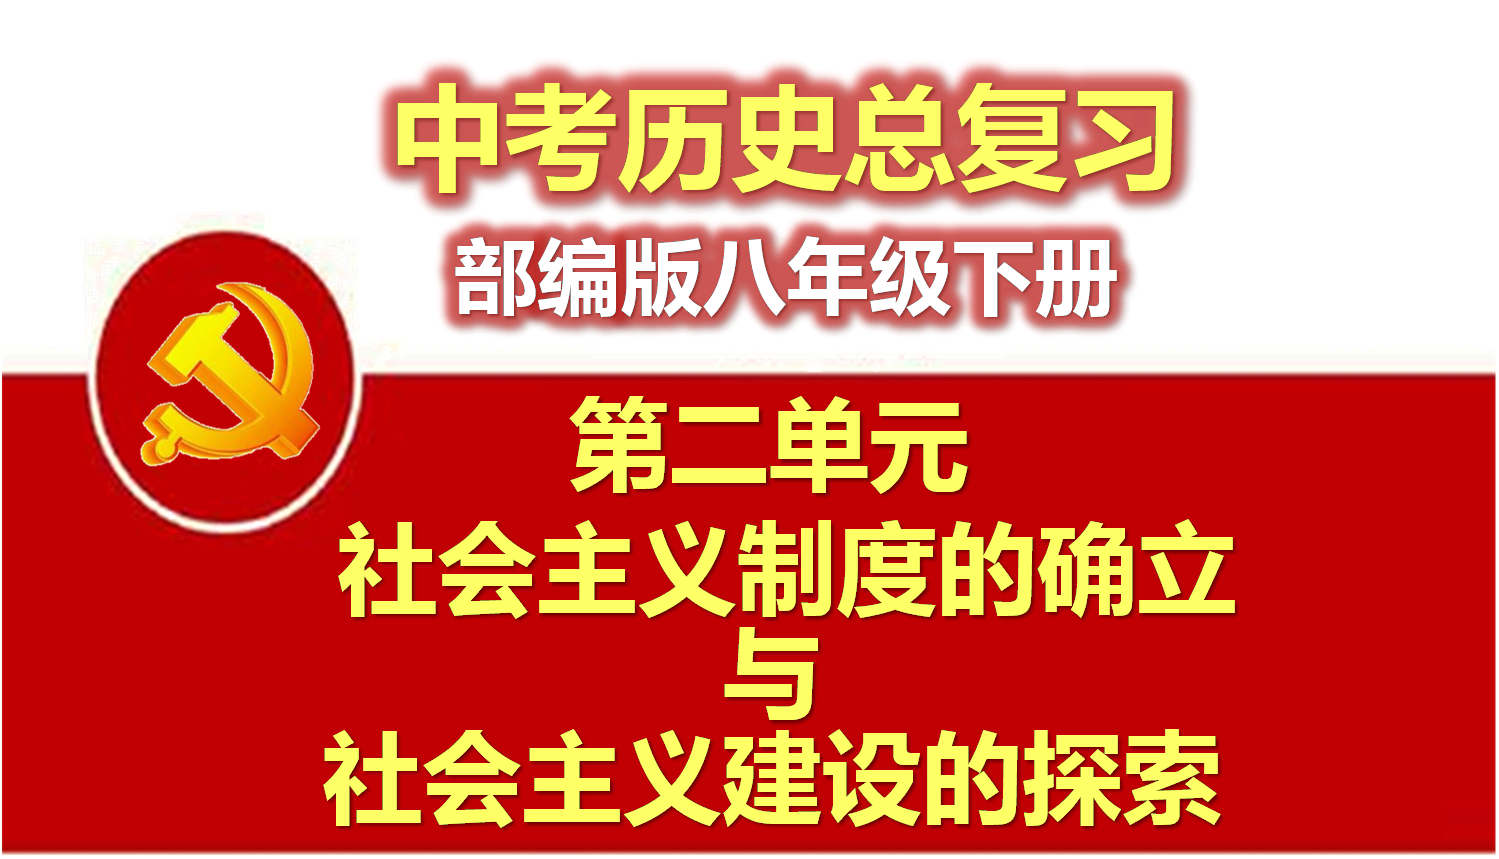 中考历史总复习
部编版八年级下册
第二单元
社会主义制度的确立
与
社会主义建设的探索